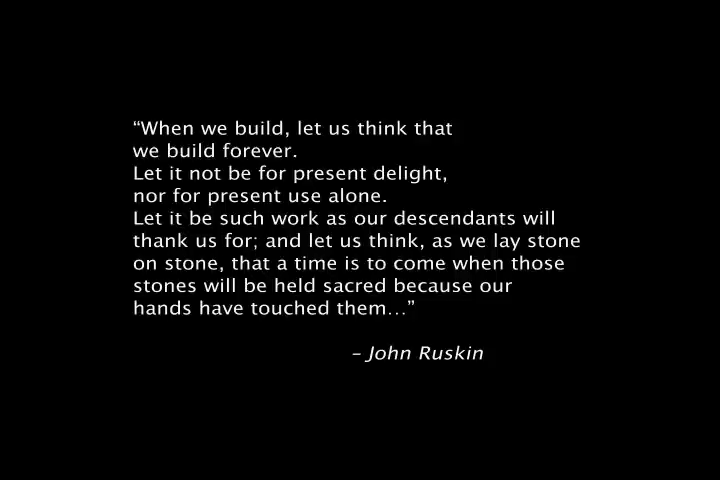 “When we build, let us think that
we build forever.
Let it not be for present delight,
nor for present use alone.
Let it be such work as our descendants will
thank us for; and let us think, as we lay stone
on stone, that a time is to come when those
stones will be held sacred because our
hands have touched them…”
– John Ruskin